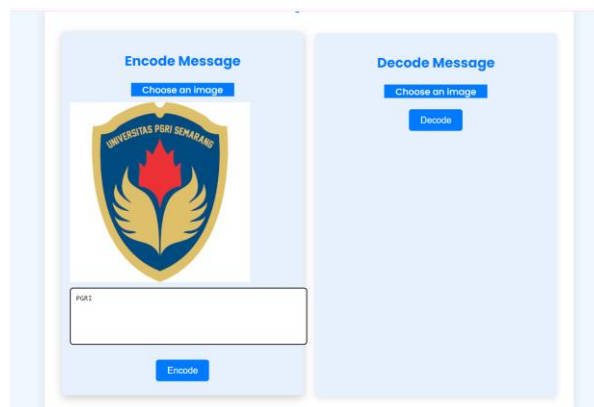 Encode Message
Choose an image
UNIVERSITAS PGRI SEMARANG
PGRI
Encode
Decode Message
Choose an image
Decode